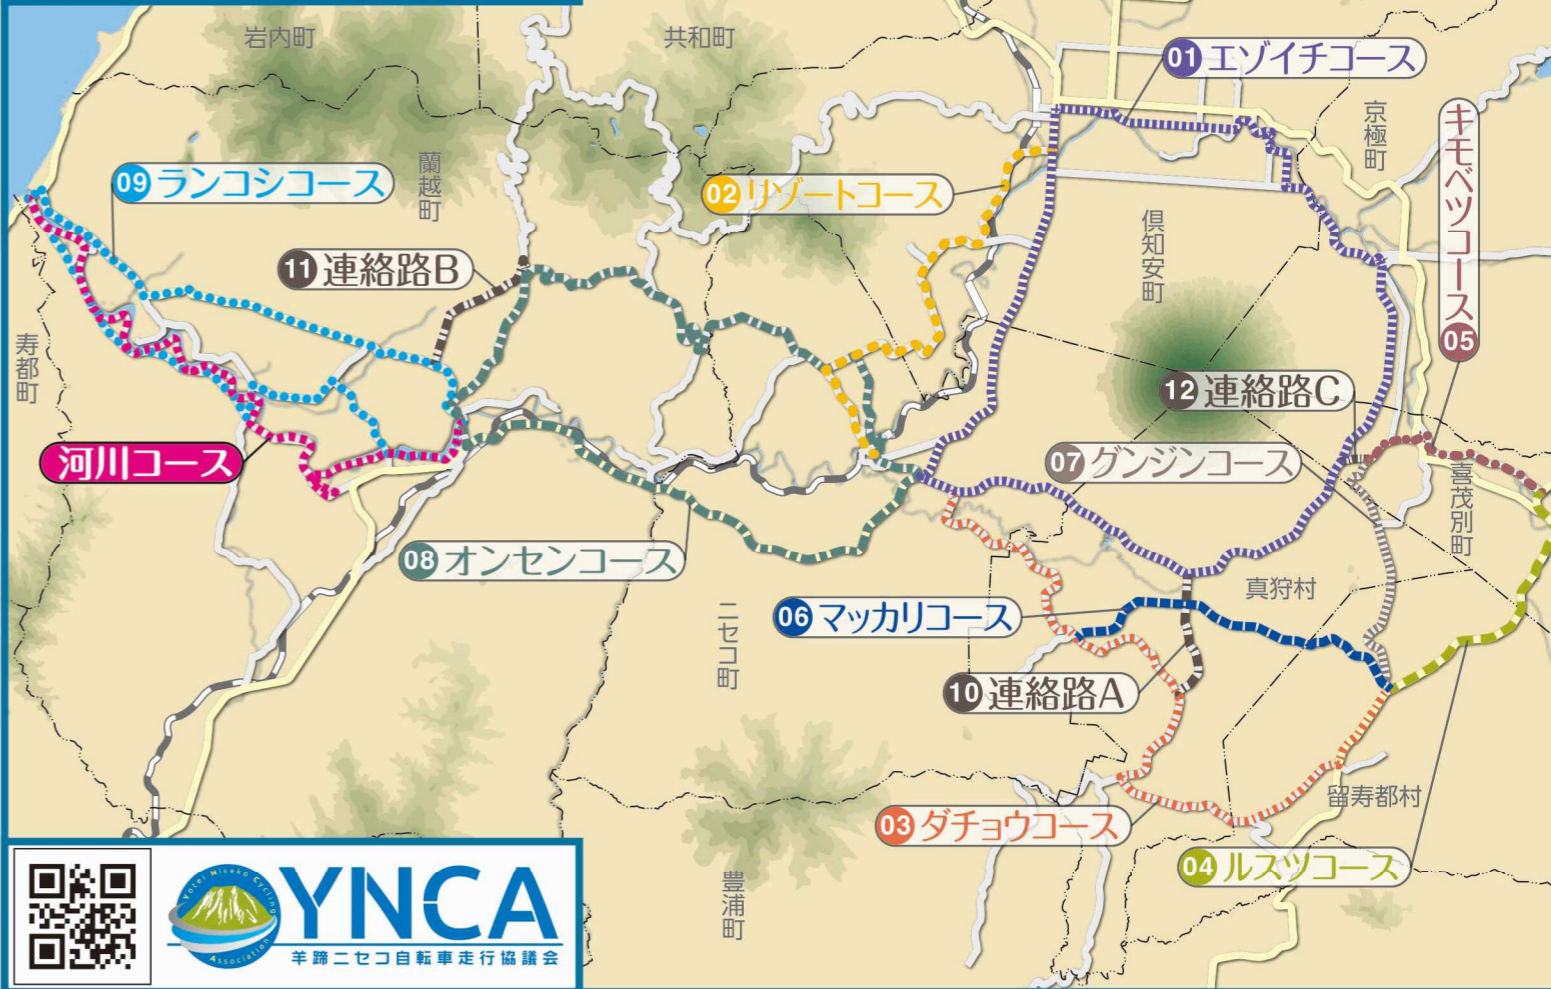 岩内町
共和町
01 エゾイチコース
京極町
キモベツコース 05
09 ランコシコース
蘭越町
02 リゾートコース
倶知安町
11 連絡路B
寿都町
12 連絡路C
河川コース
07 グンジンコース
喜茂別町
08 オンセンコース
真狩村
06 マッカリコース
ニセコ町
10 連絡路A
留寿都村
03 ダチョウコース
04 ルスツコース
豊浦町
Yotei Niseko Cycling Association
YNCA
羊蹄ニセコ自転車走行協議会